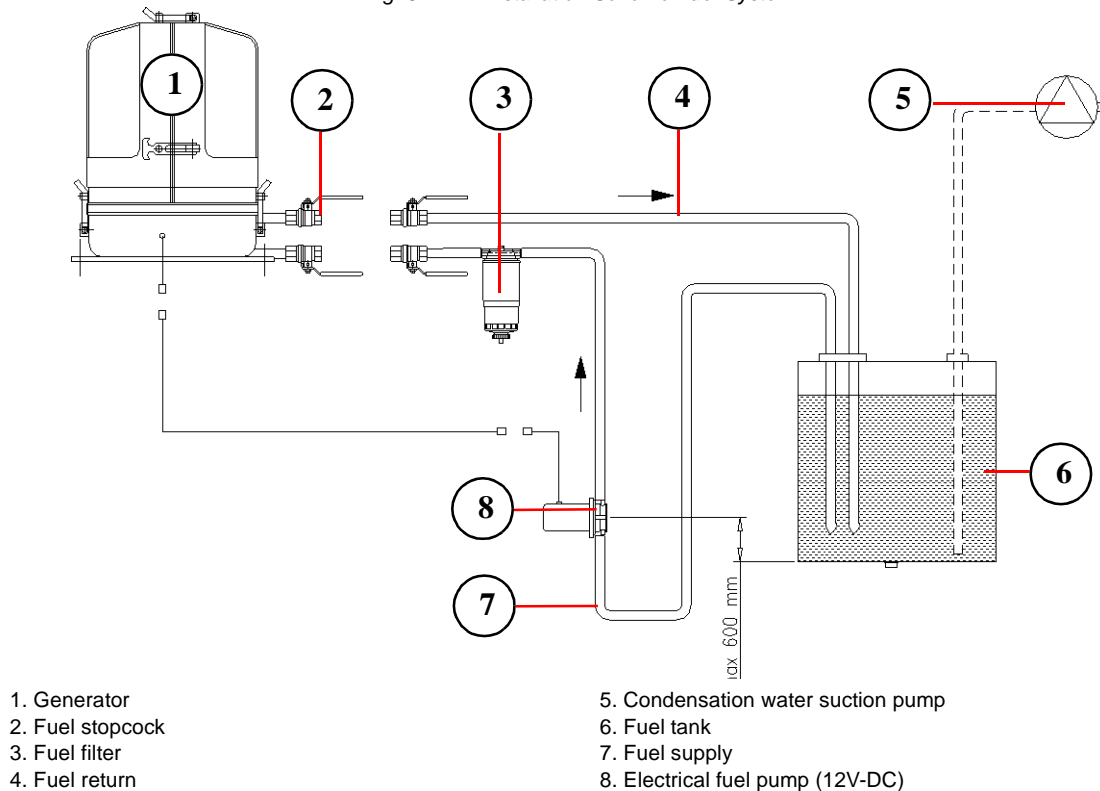 1
2
3
4
5
6
8
7
600 mm
1. Generator
2. Fuel stopcock
3. Fuel filter
4. Fuel return
5. Condensation water suction pump
6. Fuel tank
7. Fuel supply
8. Electrical fuel pump (12V-DC)